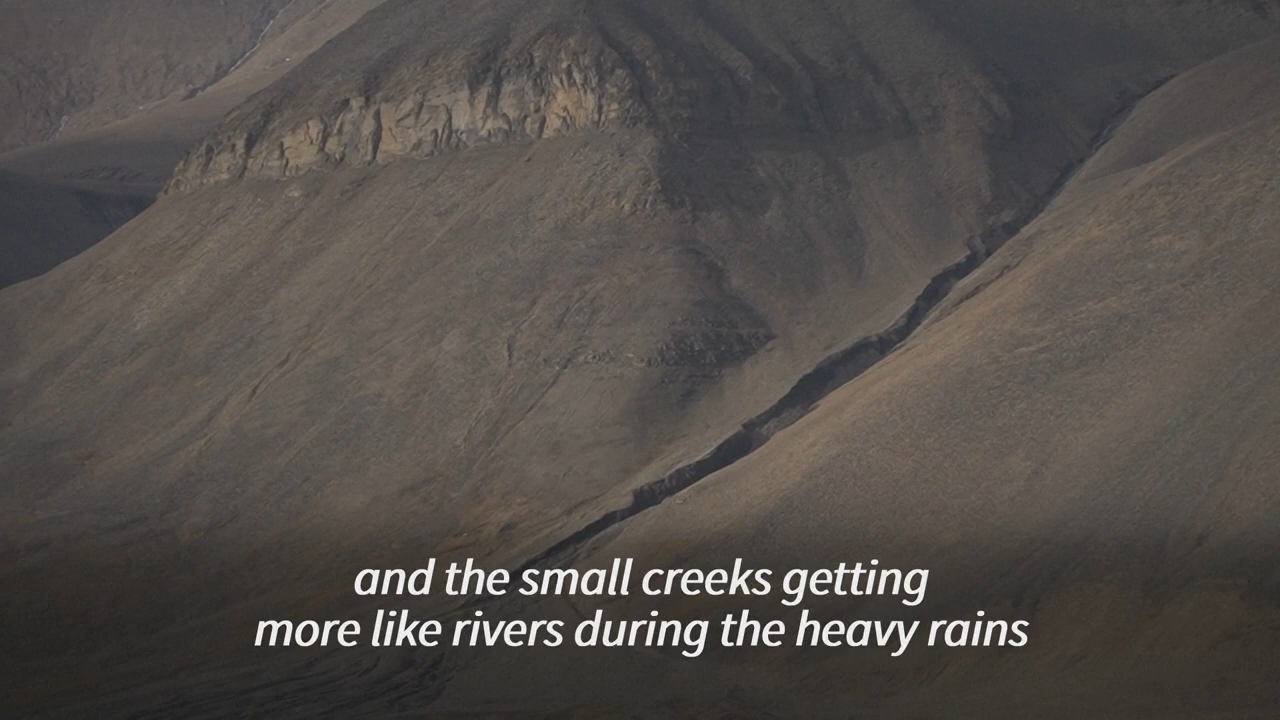 and the small creeks getting
more like rivers during the heavy rains